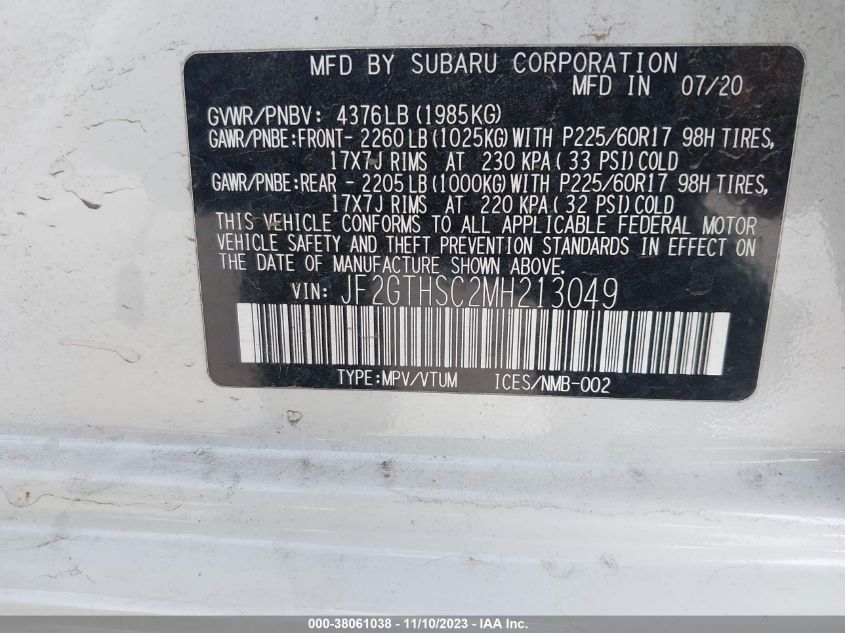 MFD BY SUBARU CORPORATION
MFD IN 07/20
GVWR/PNBV: 4376LB (1985KG)
GAWR/PNBE:FRONT- 2260LB (1025KG) WITH P225/60R17 98H TIRES,
17X7J RIMS AT 230 KPA (33 PSI) COLD
GAWR/PNBE:REAR - 2205LB (1000KG) WITH P225/60R17 98H TIRES,
17X7J RIMS AT 220 KPA (32 PSI) COLD
THIS VEHICLE CONFORMS TO ALL APPLICABLE FEDERAL MOTOR
VEHICLE SAFETY AND THEFT PREVENTION STANDARDS IN EFFECT ON
THE DATE OF MANUFACTURE SHOWN ABOVE.
VIN: JF2GTHSC2MH213049
TYPE:MPV/VTUM ICES/NMB-002
000-38061038 - 11/10/2023 - IAA Inc.